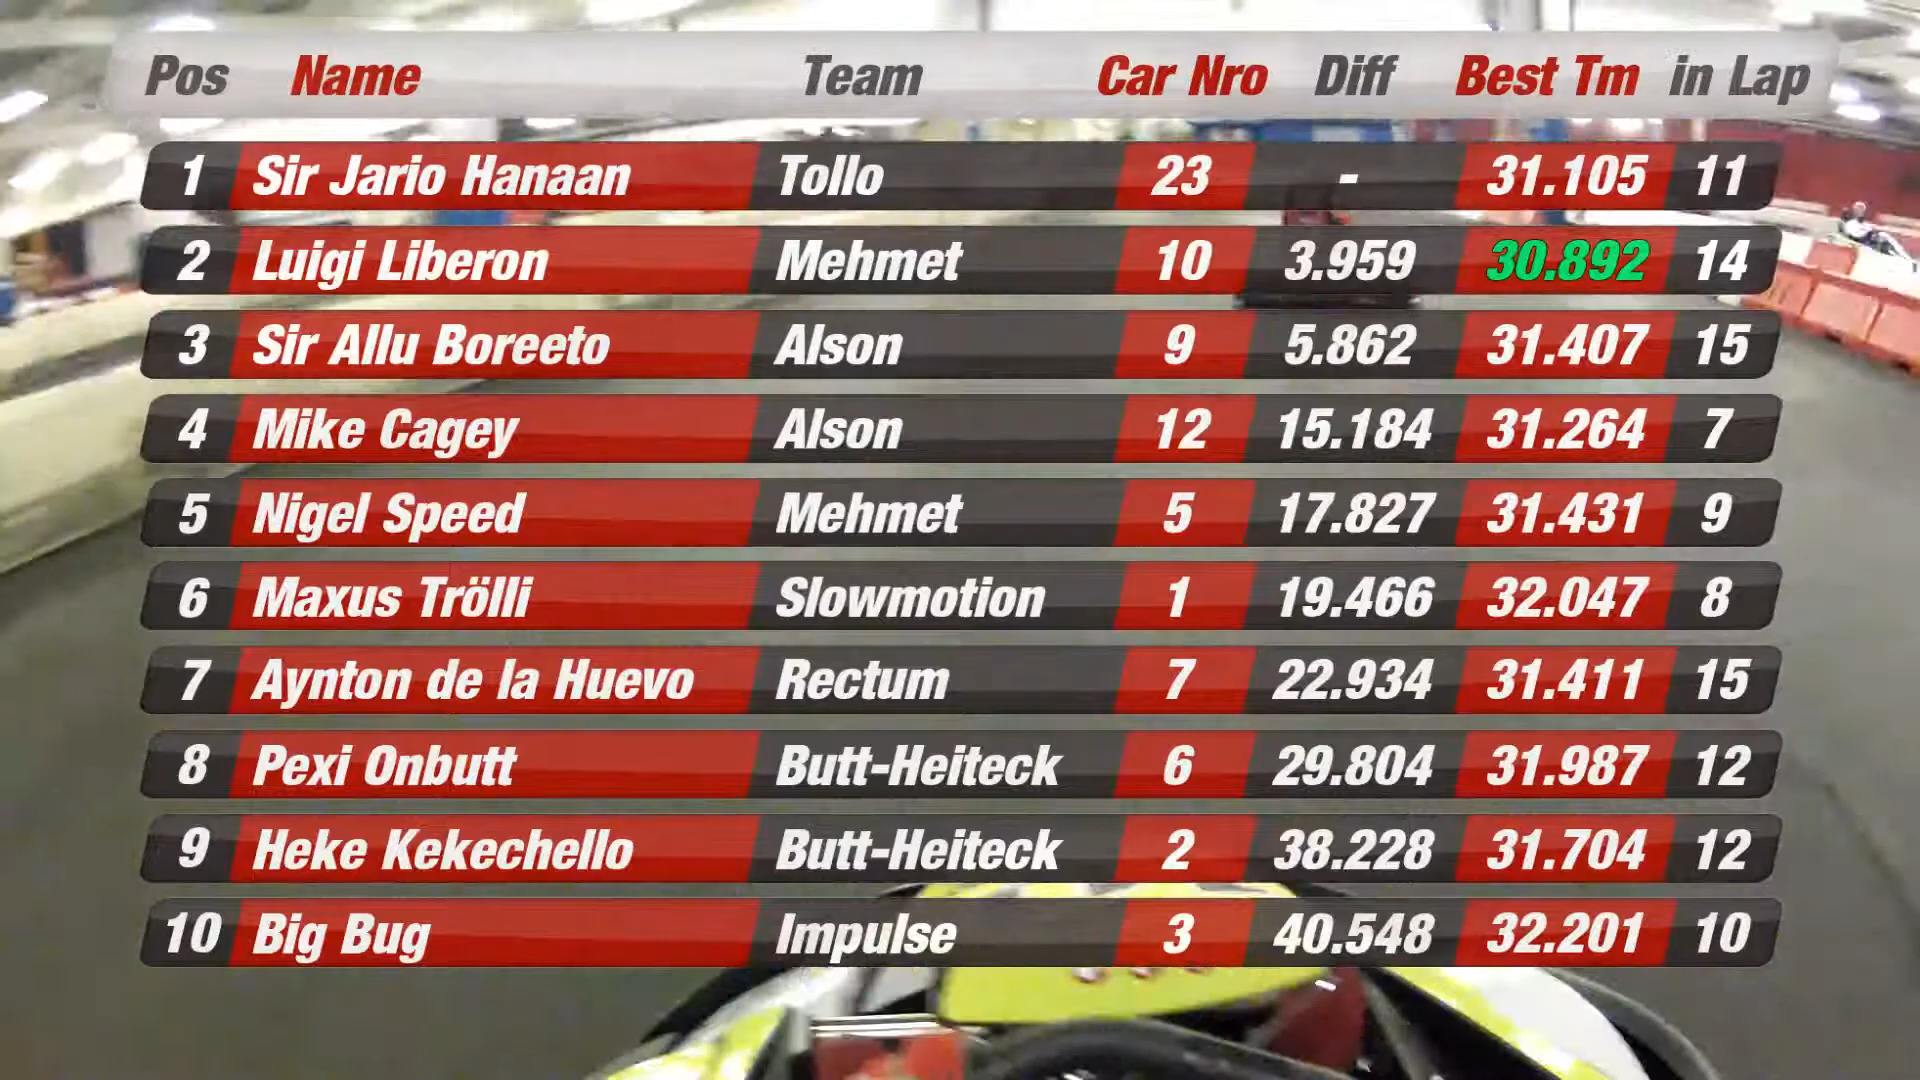 Pos Name Team Car Nro Diff Best Tm in Lap
1 Sir Jario Hanaan Tollo 23 - 31.105 11
2 Luigi Liberon Mehmet 10 3.959 30.892 14
3 Sir Allu Boreeto Alson 9 5.862 31.407 15
4 Mike Cagey Alson 12 15.184 31.264 7
5 Nigel Speed Mehmet 5 17.827 31.431 9
6 Maxus Trölli Slowmotion 1 19.466 32.047 8
7 Aynton de la Huevo Rectum 7 22.934 31.411 15
8 Pexi Onbutt Butt-Heiteck 6 29.804 31.987 12
9 Heke Kekechello Butt-Heiteck 2 38.228 31.704 12
10 Big Bug Impulse 3 40.548 32.201 10